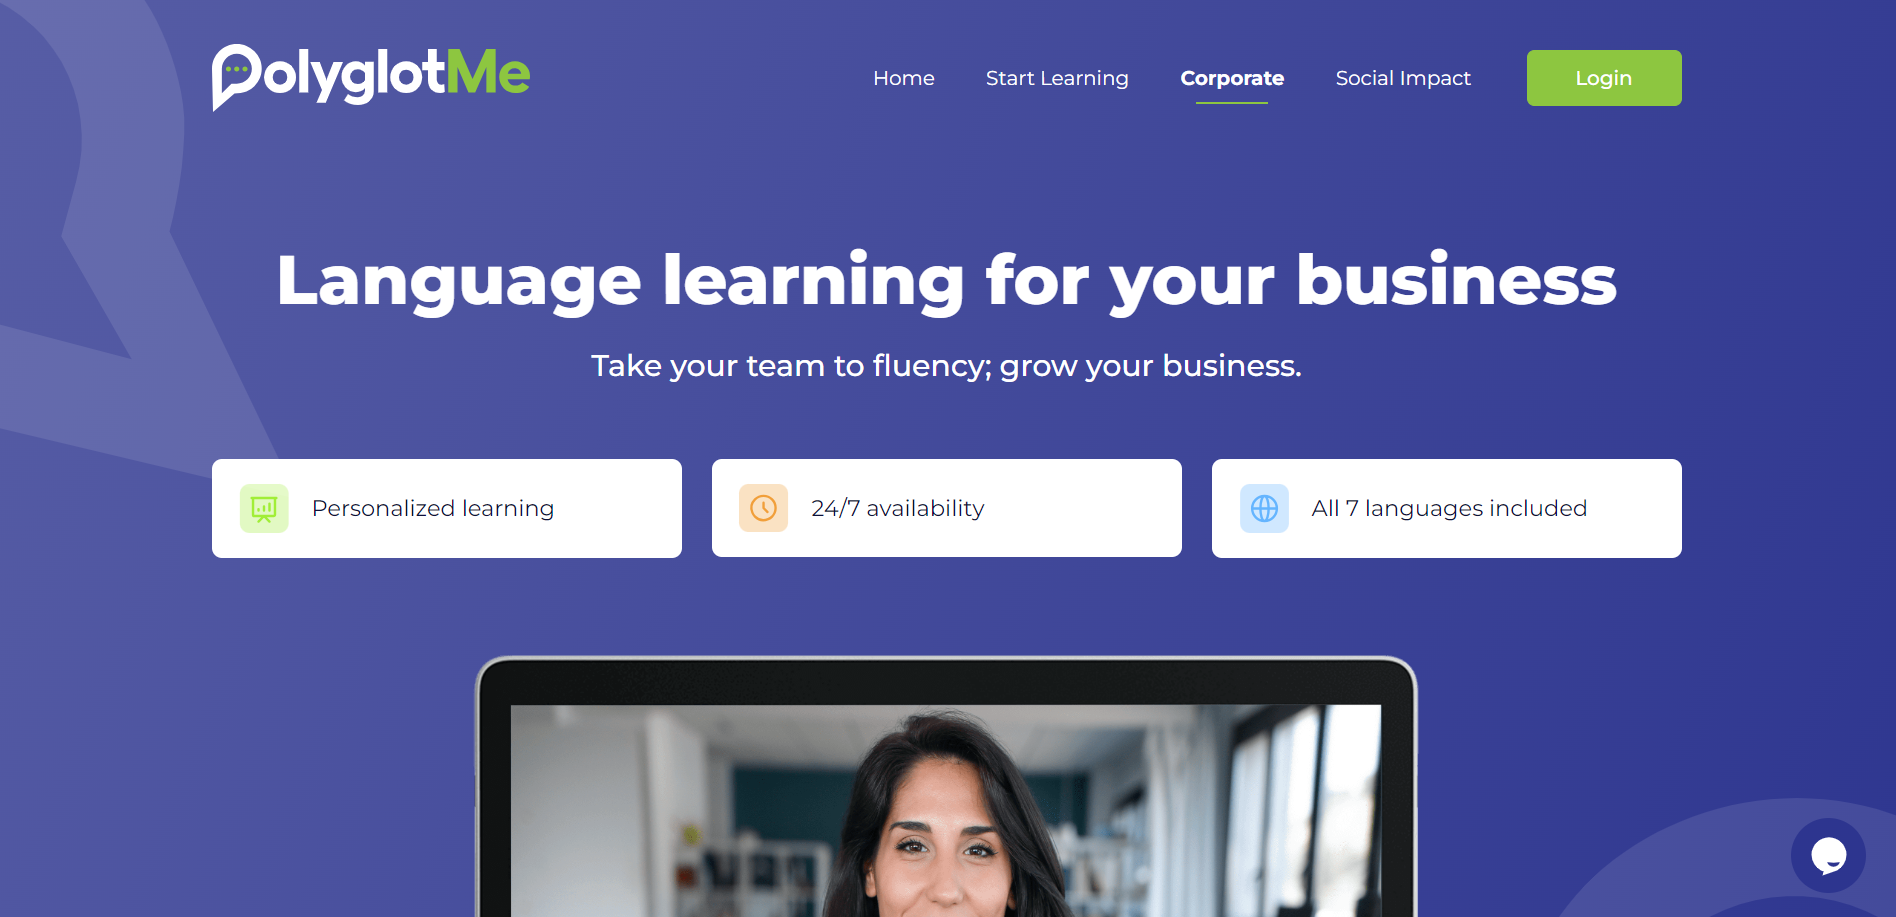 PolyglotMe
Home
Start Learning
Corporate
Social Impact
Login
Language learning for your business
Take your team to fluency; grow your business.
Personalized learning
24/7 availability
All 7 languages included